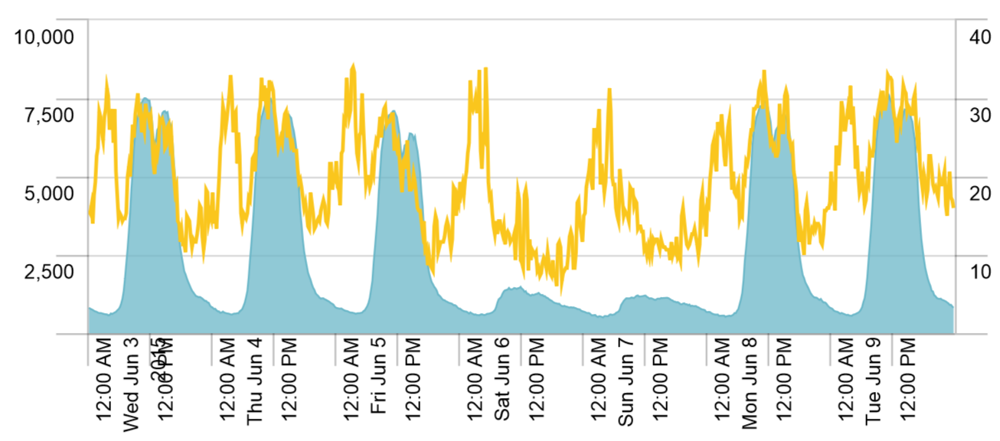 10,000
7,500
5,000
2,500
40
30
20
10
12:00 AM
Wed Jun 3
2015
12:00 PM
12:00 AM
Thu Jun 4
12:00 PM
12:00 AM
Fri Jun 5
12:00 PM
12:00 AM
Sat Jun 6
12:00 PM
12:00 AM
Sun Jun 7
12:00 PM
12:00 AM
Mon Jun 8
12:00 PM
12:00 AM
Tue Jun 9
12:00 PM